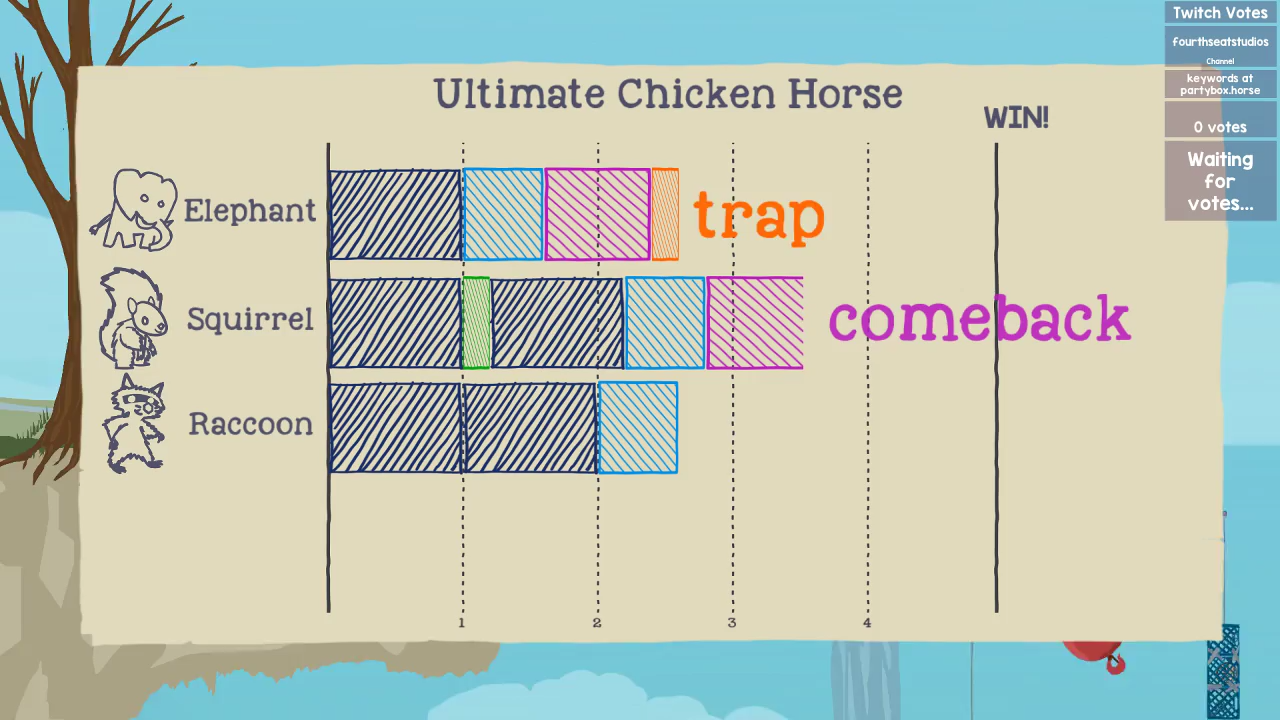 Twitch Votes
fourthseatstudios
Channel
keywords at
partybox.horse
0 votes
Waiting
for
votes...
Ultimate Chicken Horse
WIN!
Elephant
trap
Squirrel
comeback
Raccoon
1 2 3 4